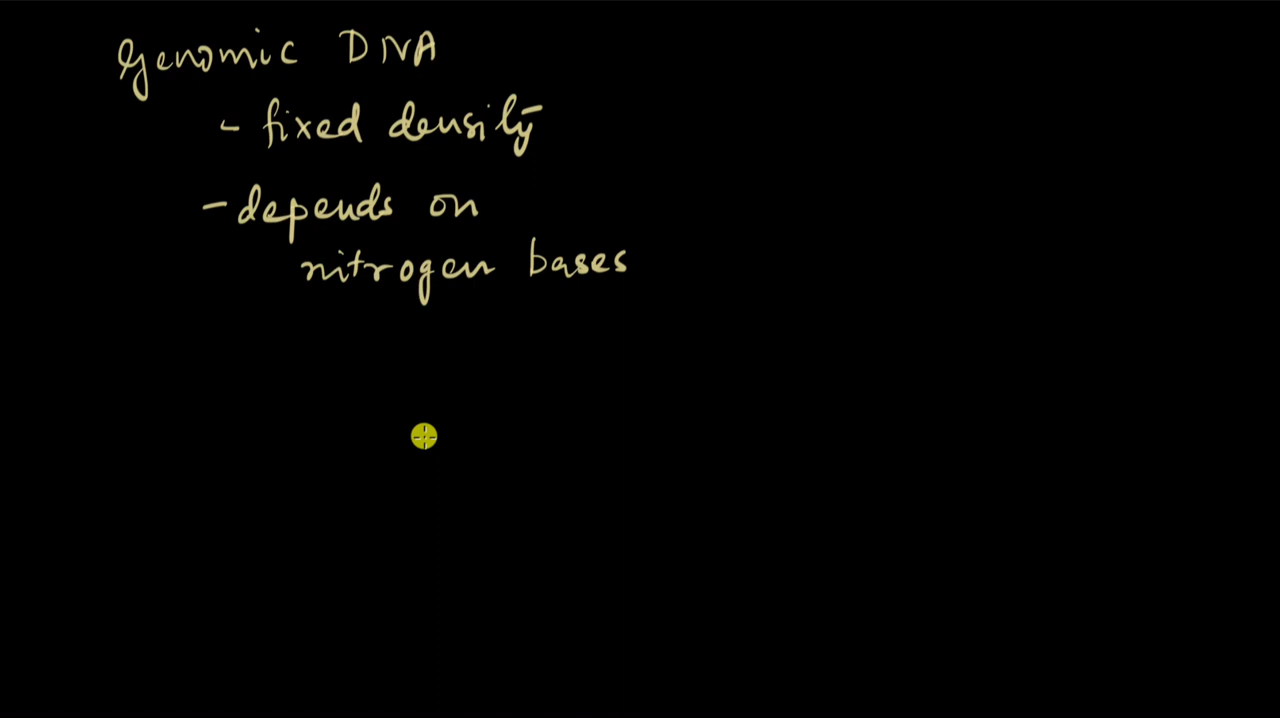 Genomic DNA
- fixed density
- depends on
nitrogen bases